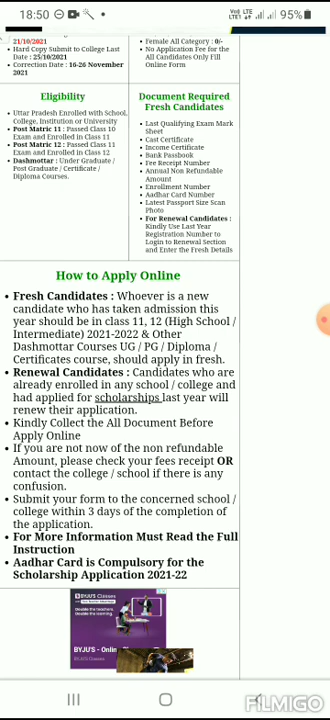 18:50
Vo)) LTE
LTE1
95%
21/10/2021
Hard Copy Submit to College Last
Date : 25/10/2021
Correction Date : 16-26 November
2021
Female All Category : 0/-
No Application Fee for the
All Candidates Only Fill
Online Form
Eligibility
Uttar Pradesh Enrolled with School,
College, Institution or University
Post Matric 11 : Passed Class 10
Exam and Enrolled in Class 11
Post Matric 12 : Passed Class 11
Exam and Enrolled in Class 12
Dashmottar : Under Graduate /
Post Graduate / Certificate /
Diploma Courses.
Document Required
Fresh Candidates
Last Qualifying Exam Mark
Sheet
Cast Certificate
Income Certificate
Bank Passbook
Fee Receipt Number
Annual Non Refundable
Amount
Enrollment Number
Aadhar Card Number
Latest Passport Size Scan
Photo
For Renewal Candidates :
Kindly Use Last Year
Registration Number to
Login to Renewal Section
and Enter the Fresh Details
How to Apply Online
Fresh Candidates : Whoever is a new
candidate who has taken admission this
year should be in class 11, 12 (High School /
Intermediate) 2021-2022 & Other
Dashmottar Courses UG / PG / Diploma /
Certificates course, should apply in fresh.
Renewal Candidates : Candidates who are
already enrolled in any school / college and
had applied for scholarships last year will
renew their application.
Kindly Collect the All Document Before
Apply Online
If you are not now of the non refundable
Amount, please check your fees receipt OR
contact the college / school if there is any
confusion.
Submit your form to the concerned school /
college within 3 days of the completion of
the application.
For More Information Must Read the Full
Instruction
Aadhar Card is Compulsory for the
Scholarship Application 2021-22
BYJU'S Classes
Double the teachers,
Double the learning.
BYJU'S - Onlin
BYJU'S Classes
FILMIGO